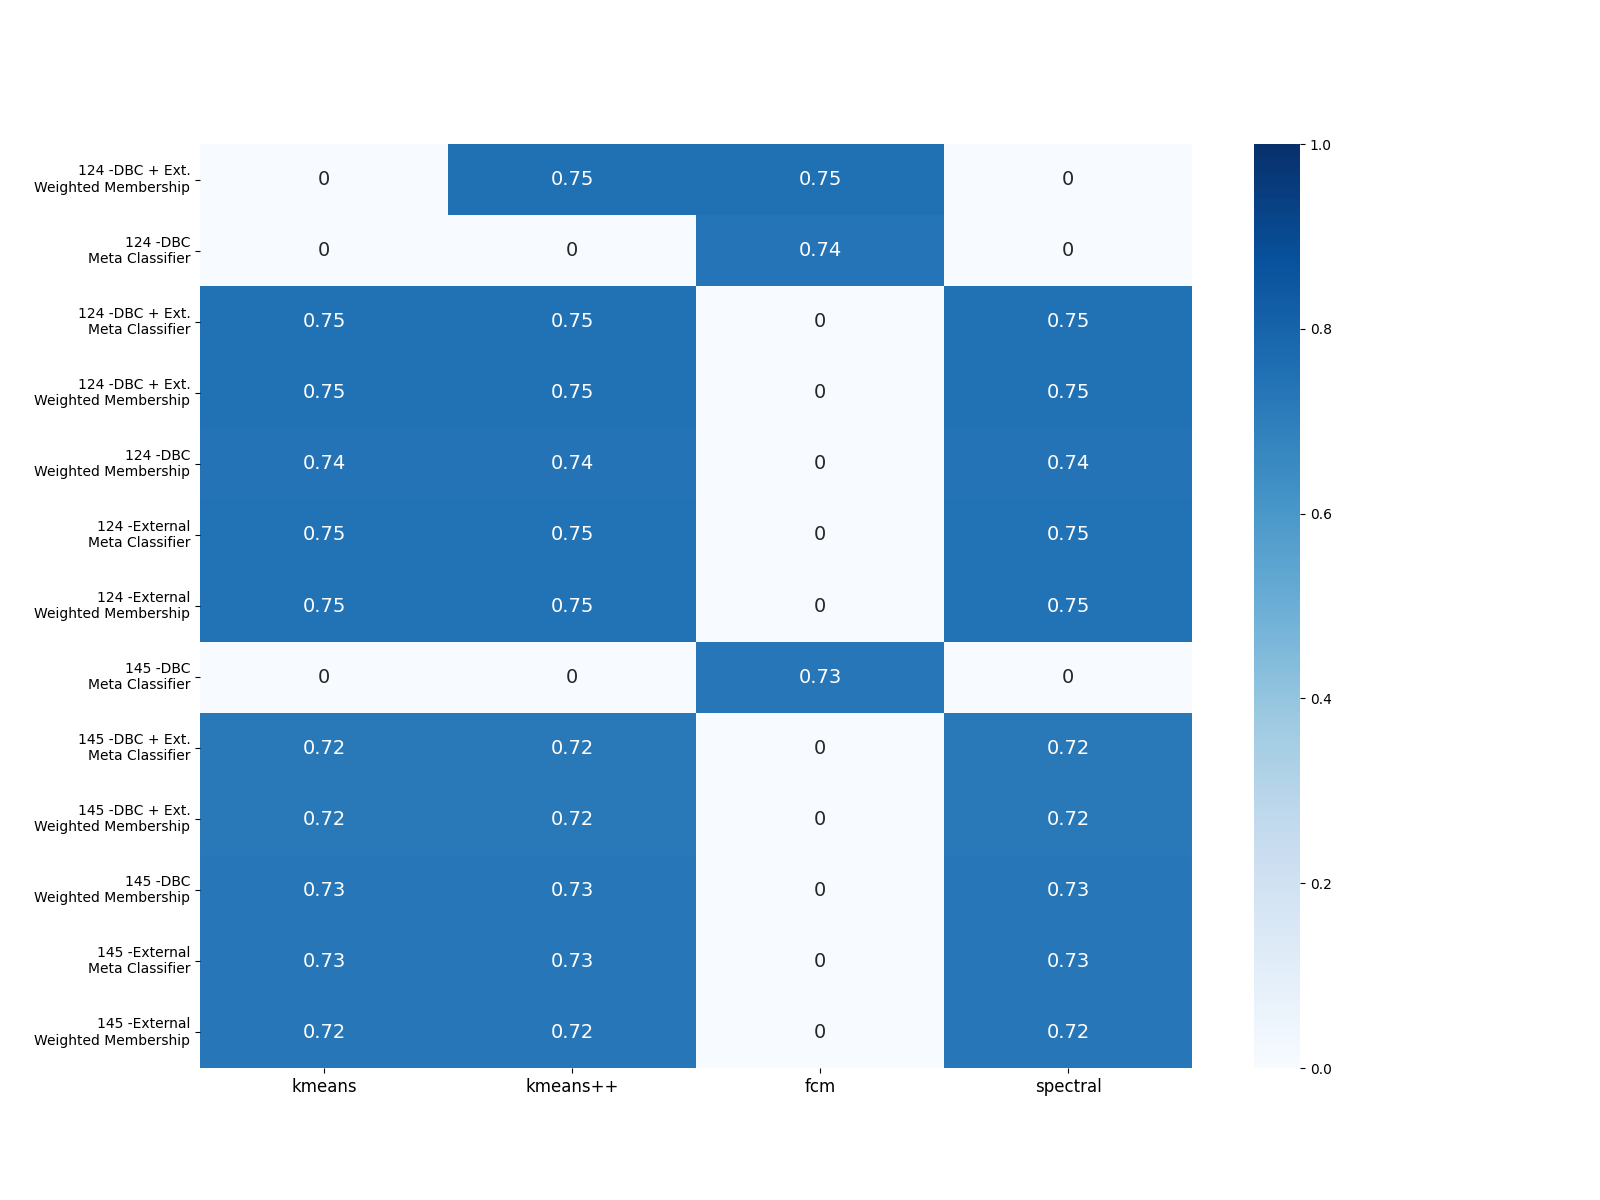 124 -DBC + Ext.
Weighted Membership
0 0.75 0.75 0
124 -DBC
Meta Classifier
0 0 0.74 0
124 -DBC + Ext.
Meta Classifier
0.75 0.75 0 0.75
124 -DBC + Ext.
Weighted Membership
0.75 0.75 0 0.75
124 -DBC
Weighted Membership
0.74 0.74 0 0.74
124 -External
Meta Classifier
0.75 0.75 0 0.75
124 -External
Weighted Membership
0.75 0.75 0 0.75
145 -DBC
Meta Classifier
0 0 0.73 0
145 -DBC + Ext.
Meta Classifier
0.72 0.72 0 0.72
145 -DBC + Ext.
Weighted Membership
0.72 0.72 0 0.72
145 -DBC
Weighted Membership
0.73 0.73 0 0.73
145 -External
Meta Classifier
0.73 0.73 0 0.73
145 -External
Weighted Membership
0.72 0.72 0 0.72
kmeans kmeans++ fcm spectral
1.0
0.8
0.6
0.4
0.2
0.0